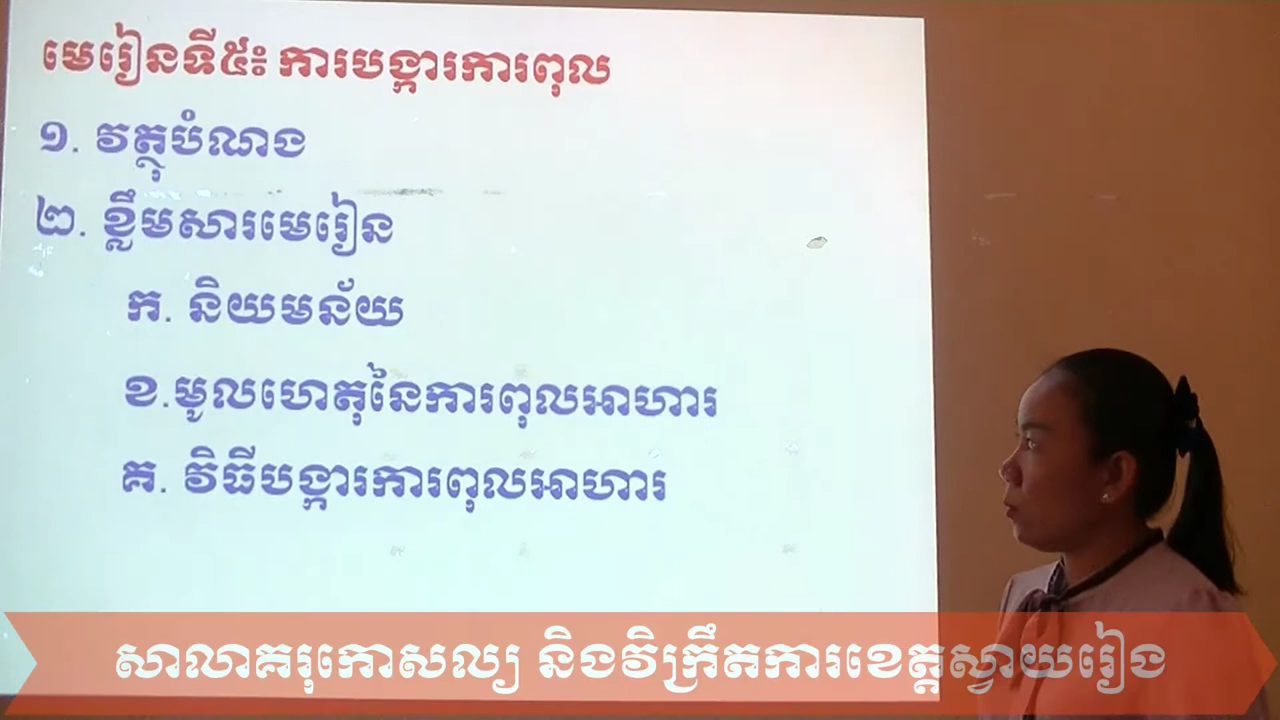 មេរៀនទី៥៖ ការបង្ការការពុល
១. វត្ថុបំណង
២. ខ្លឹមសារមេរៀន
ក. និយមន័យ
ខ.មូលហេតុនៃការពុលអាហារ
គ. វិធីបង្ការការពុលអាហារ
សាលាគរុកោសល្យ និងវិក្រឹតការខេត្តស្វាយរៀង